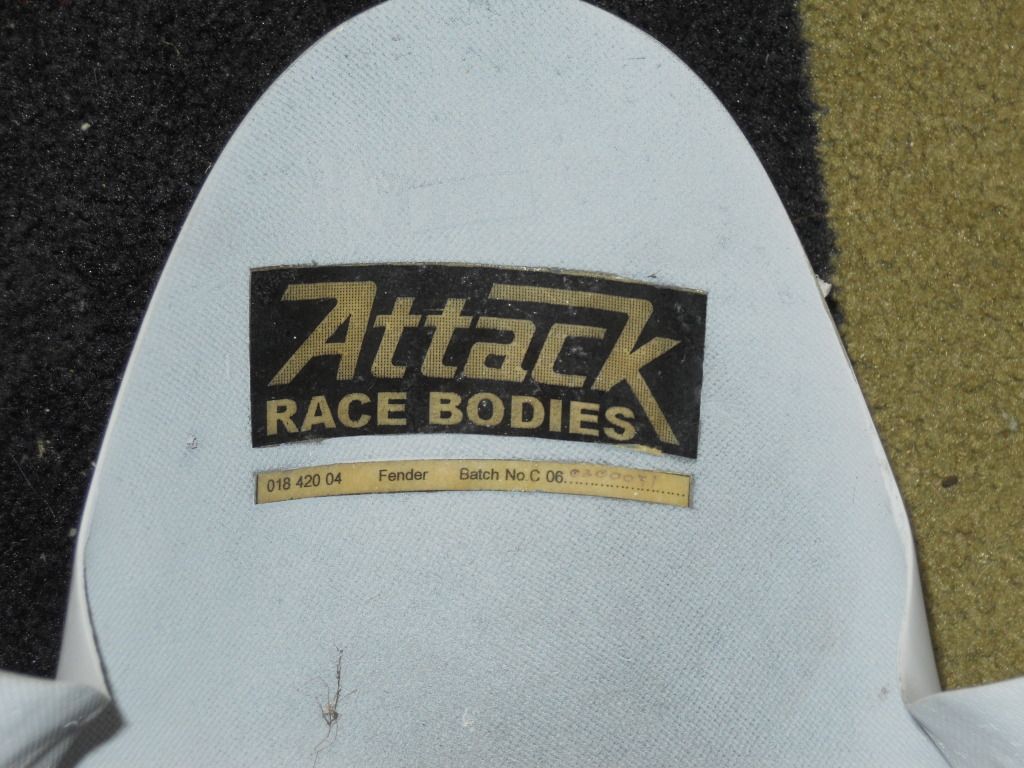 Attack
RACE BODIES
018 420 04 Fender Batch No C 06